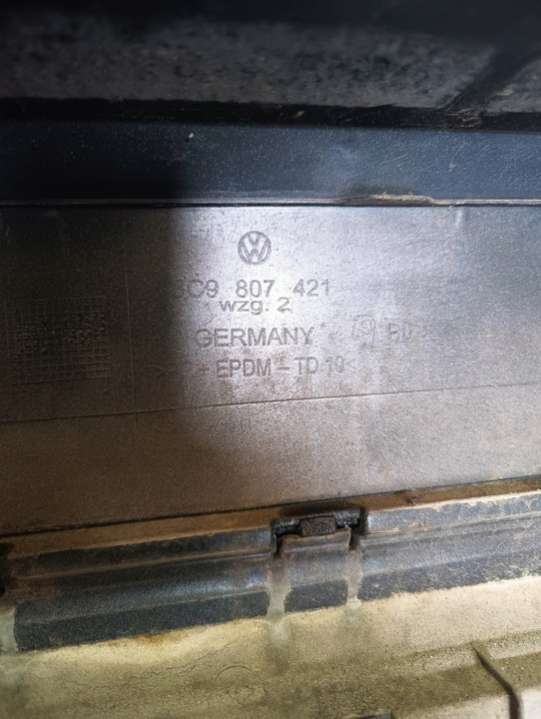 C9 807 421
wzg. 2
GERMANY
EPDM - TD 10